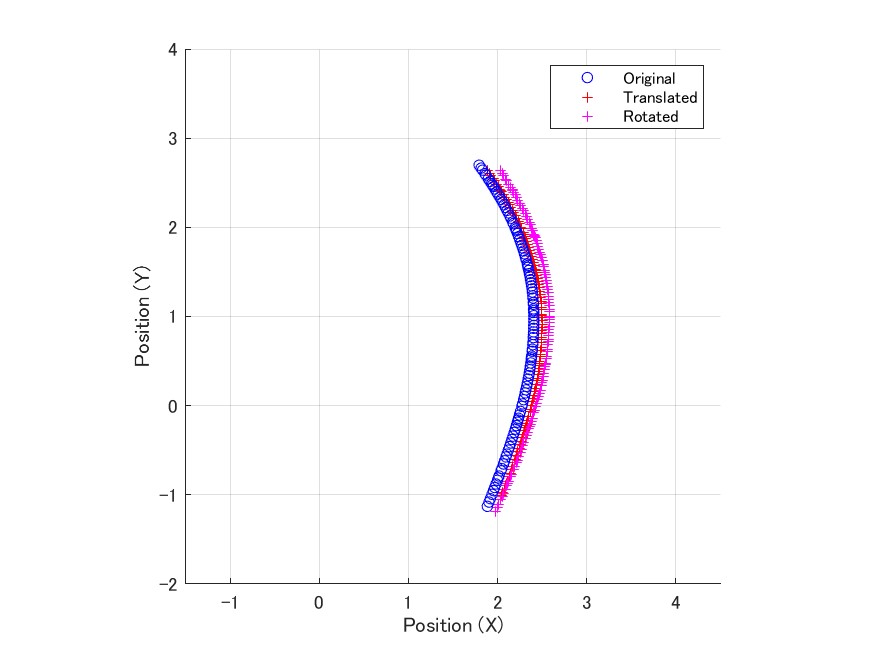 4
3
2
1
0
-1
-2
-1
0
1
2
3
4
Position (Y)
Position (X)
Original
Translated
Rotated